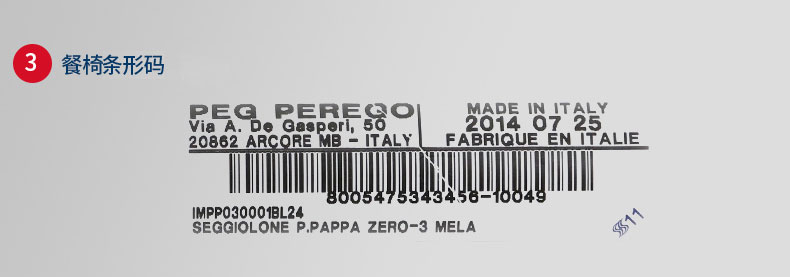 3 餐椅条形码
PEG PEREGO
MADE IN ITALY
Via A. De Gasperi, 50
2014 07 25
20862 ARCORE MB - ITALY
FABRIQUE EN ITALIE
8005475343456-10049
IMPP030001BL24
SEGGIOLONE P.PAPPA ZERO-3 MELA
11